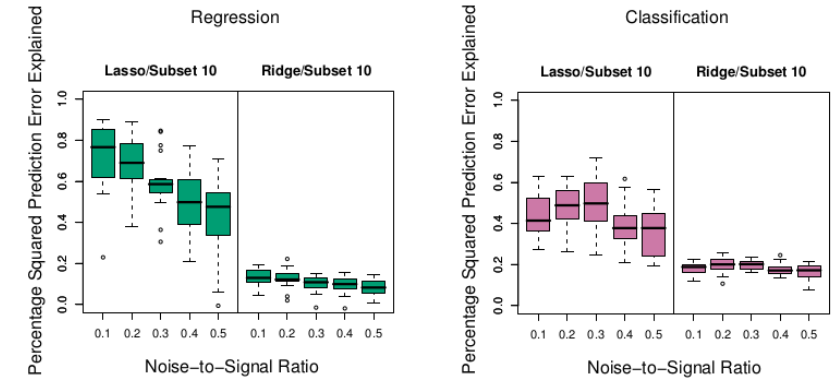 Regression
Percentage Squared Prediction Error Explained
Lasso/Subset 10 Ridge/Subset 10
1.0
0.8
0.6
0.4
0.2
0.0
0.1 0.2 0.3 0.4 0.5 0.1 0.2 0.3 0.4 0.5
Noise−to−Signal Ratio
Classification
Percentage Squared Prediction Error Explained
Lasso/Subset 10 Ridge/Subset 10
1.0
0.8
0.6
0.4
0.2
0.0
0.1 0.2 0.3 0.4 0.5 0.1 0.2 0.3 0.4 0.5
Noise−to−Signal Ratio